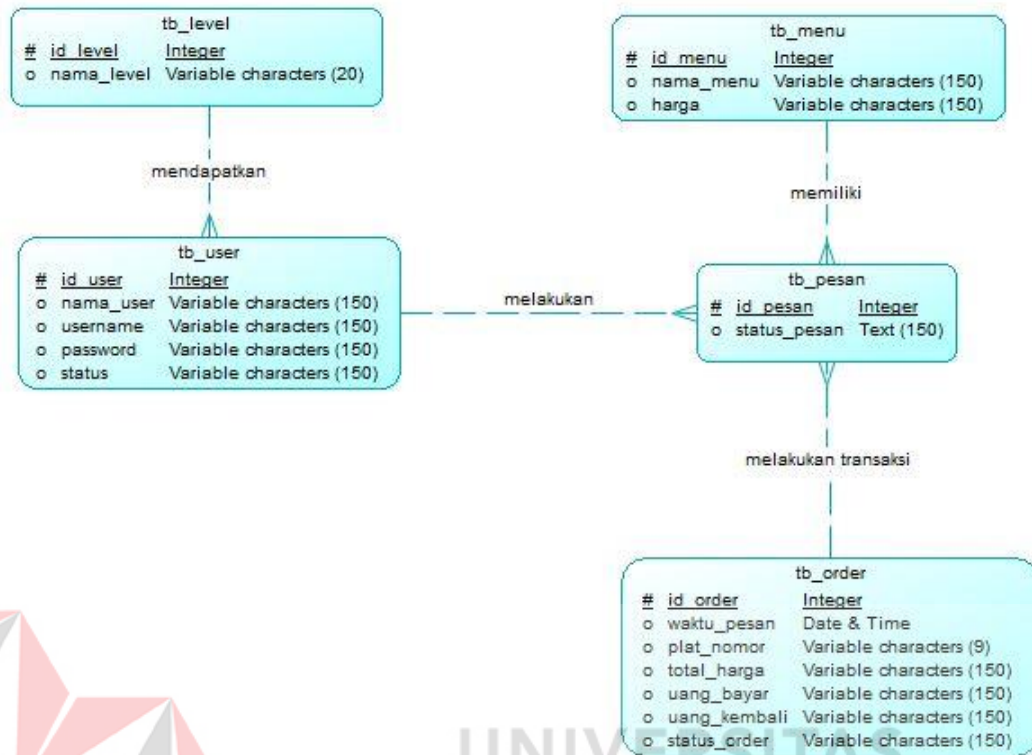 tb_level
# id_level Integer
o nama_level Variable characters (20)
mendapatkan
tb_user
# id_user Integer
o nama_user Variable characters (150)
o username Variable characters (150)
o password Variable characters (150)
o status Variable characters (150)
melakukan
tb_menu
# id_menu Integer
o nama_menu Variable characters (150)
o harga Variable characters (150)
memiliki
tb_pesan
# id_pesan Integer
o status_pesan Text (150)
melakukan transaksi
tb_order
# id_order Integer
o waktu_pesan Date & Time
o plat_nomor Variable characters (9)
o total_harga Variable characters (150)
o uang_bayar Variable characters (150)
o uang_kembali Variable characters (150)
o status_order Variable characters (150)
UNIVERSITAS